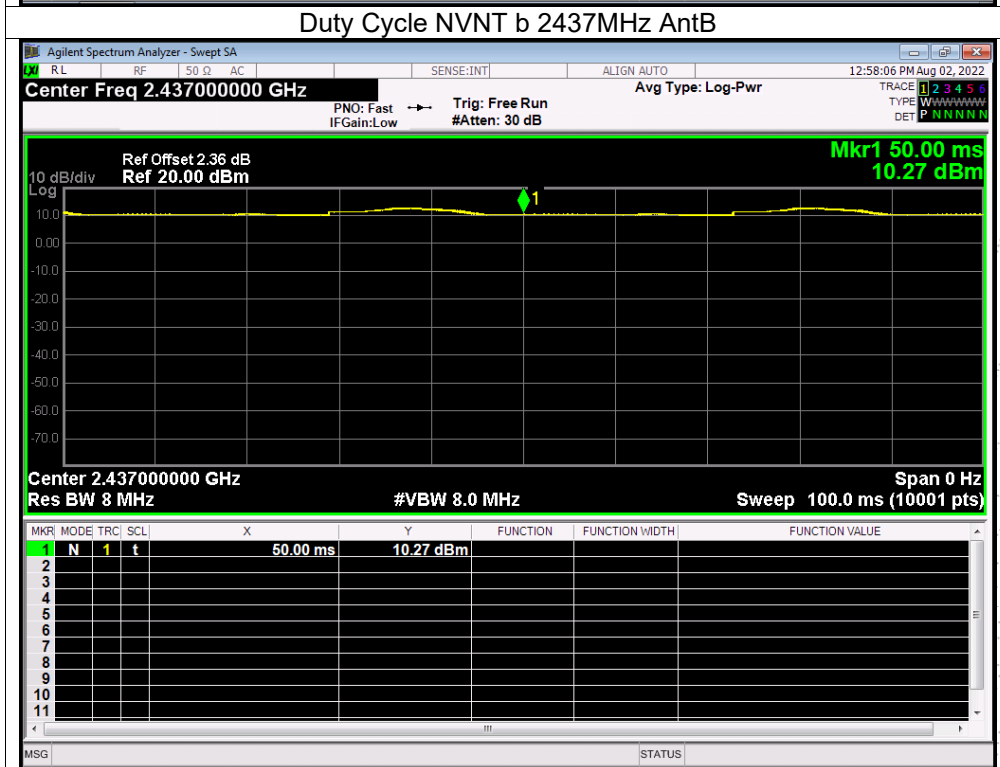 Duty Cycle NVNT b 2437MHz AntB
Agilent Spectrum Analyzer - Swept SA
LXI RL RF 50 Ω AC SENSE:INT ALIGN AUTO 12:58:06 PM Aug 02, 2022
Center Freq 2.437000000 GHz Avg Type: Log-Pwr TRACE 1 2 3 4 5 6
PNO: Fast Trig: Free Run TYPE WWWWWW
IFGain:Low #Atten: 30 dB DET P N N N N N
Mkr1 50.00 ms
Ref Offset 2.36 dB
10 dB/div Ref 20.00 dBm 10.27 dBm
Log
1
10.0
0.00
-10.0
-20.0
-30.0
-40.0
-50.0
-60.0
-70.0
Center 2.437000000 GHz Span 0 Hz
Res BW 8 MHz #VBW 8.0 MHz Sweep 100.0 ms (10001 pts)
MKR MODE TRC SCL X Y FUNCTION FUNCTION WIDTH FUNCTION VALUE
1 N 1 t 50.00 ms 10.27 dBm
2
3
4
5
6
7
8
9
10
11
MSG STATUS